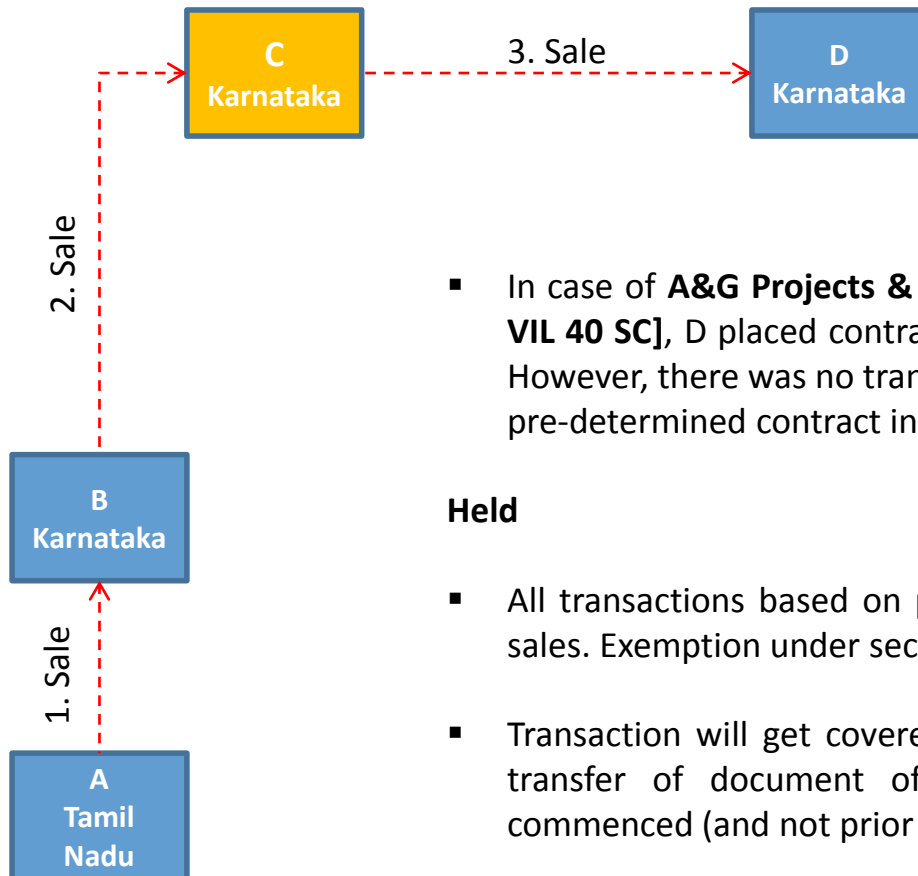 C
Karnataka
3. Sale
D
Karnataka
2. Sale
▪ In case of A&G Projects &
VIL 40 SC], D placed contra
However, there was no tran
pre-determined contract in
B
Karnataka
Held
▪ All transactions based on p
sales. Exemption under sec
1. Sale
▪ Transaction will get covere
transfer of document of
commenced (and not prior
A
Tamil
Nadu